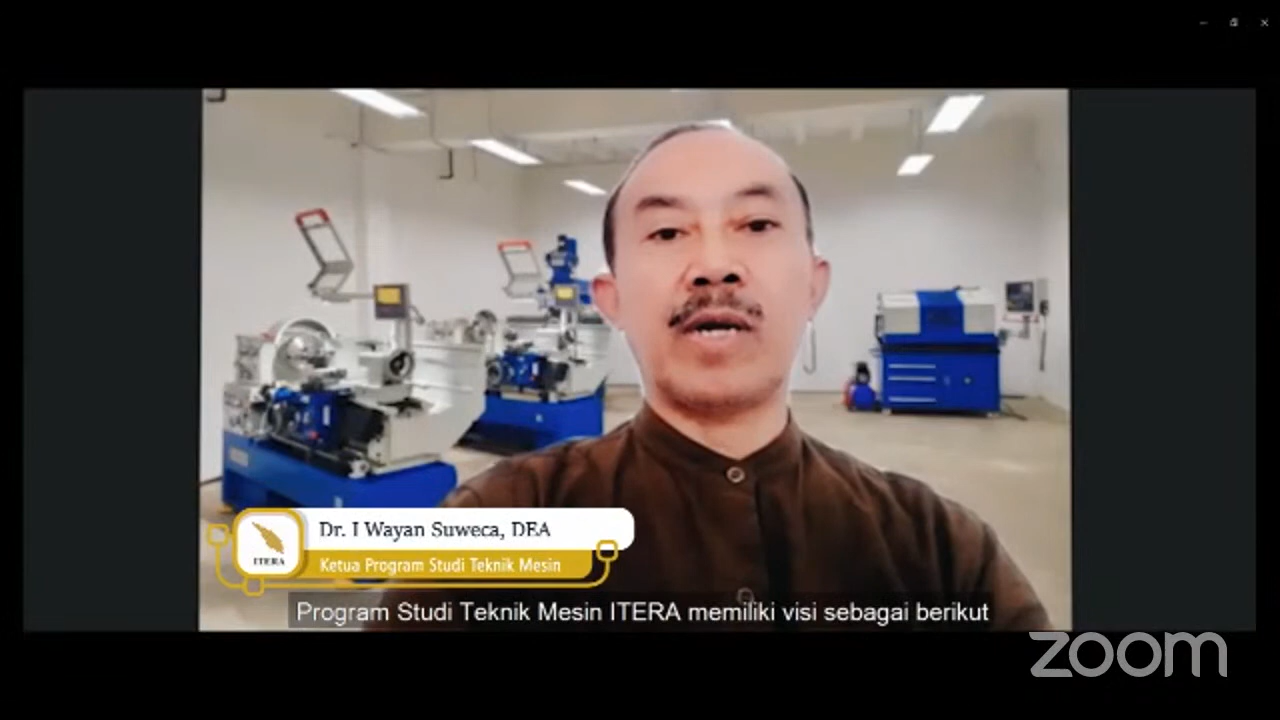 Dr. I Wayan Suweca, DEA
ITERA
Ketua Program Studi Teknik Mesin
Program Studi Teknik Mesin ITERA memiliki visi sebagai berikut
zoom